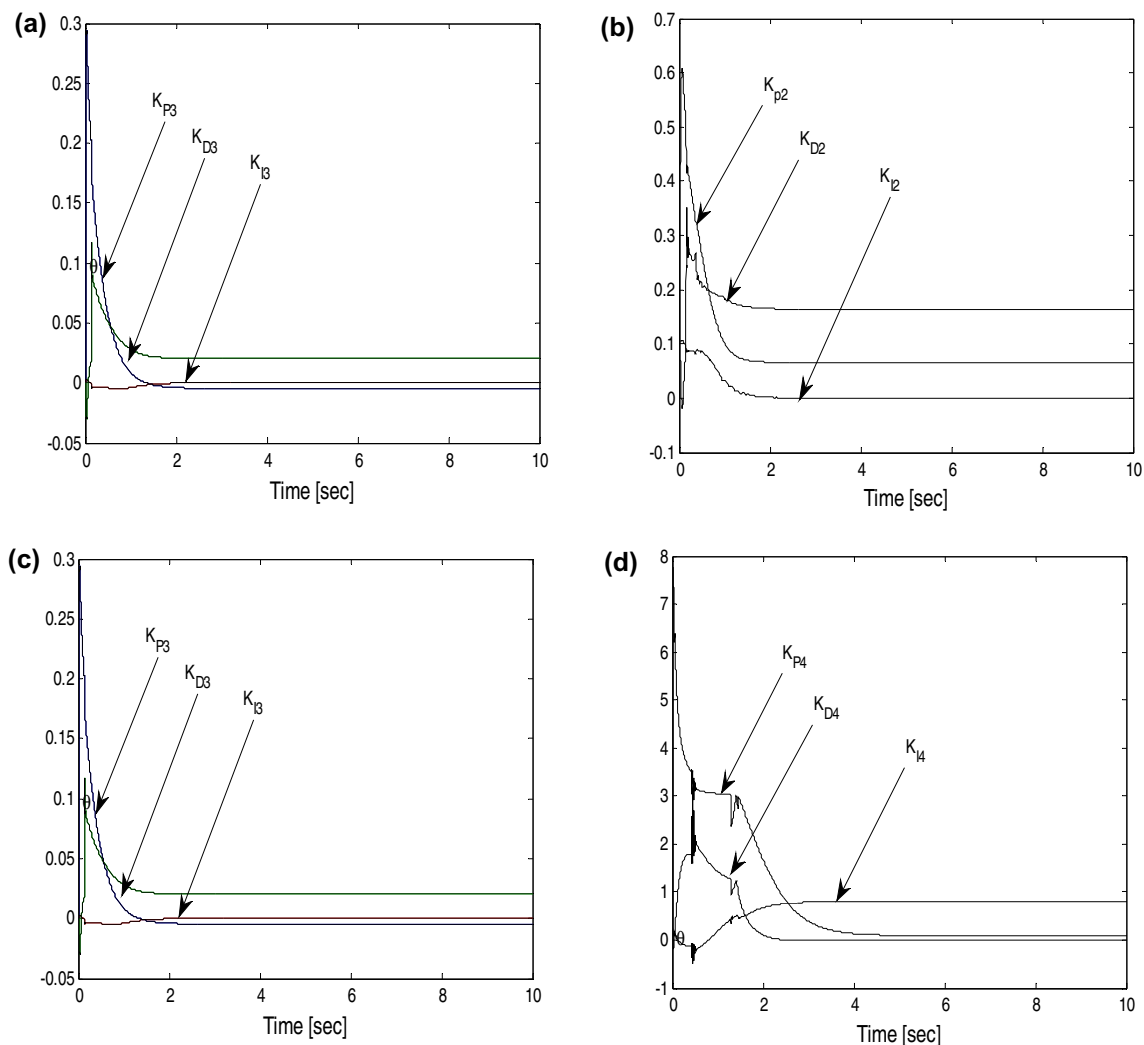 (a)
0.3
0.25
0.2
0.15
0.1
0.05
0
-0.05
K_P3
K_D3
K_I3
θ
0 2 4 6 8 10
Time [sec]
(b)
0.7
0.6
0.5
0.4
0.3
0.2
0.1
0
-0.1
K_p2
K_D2
K_I2
0 2 4 6 8 10
Time [sec]
(c)
0.3
0.25
0.2
0.15
0.1
0.05
0
-0.05
K_P3
K_D3
K_I3
θ
0 2 4 6 8 10
Time [sec]
(d)
8
7
6
5
4
3
2
1
0
-1
K_P4
K_D4
K_I4
θ
0 2 4 6 8 10
Time [sec]